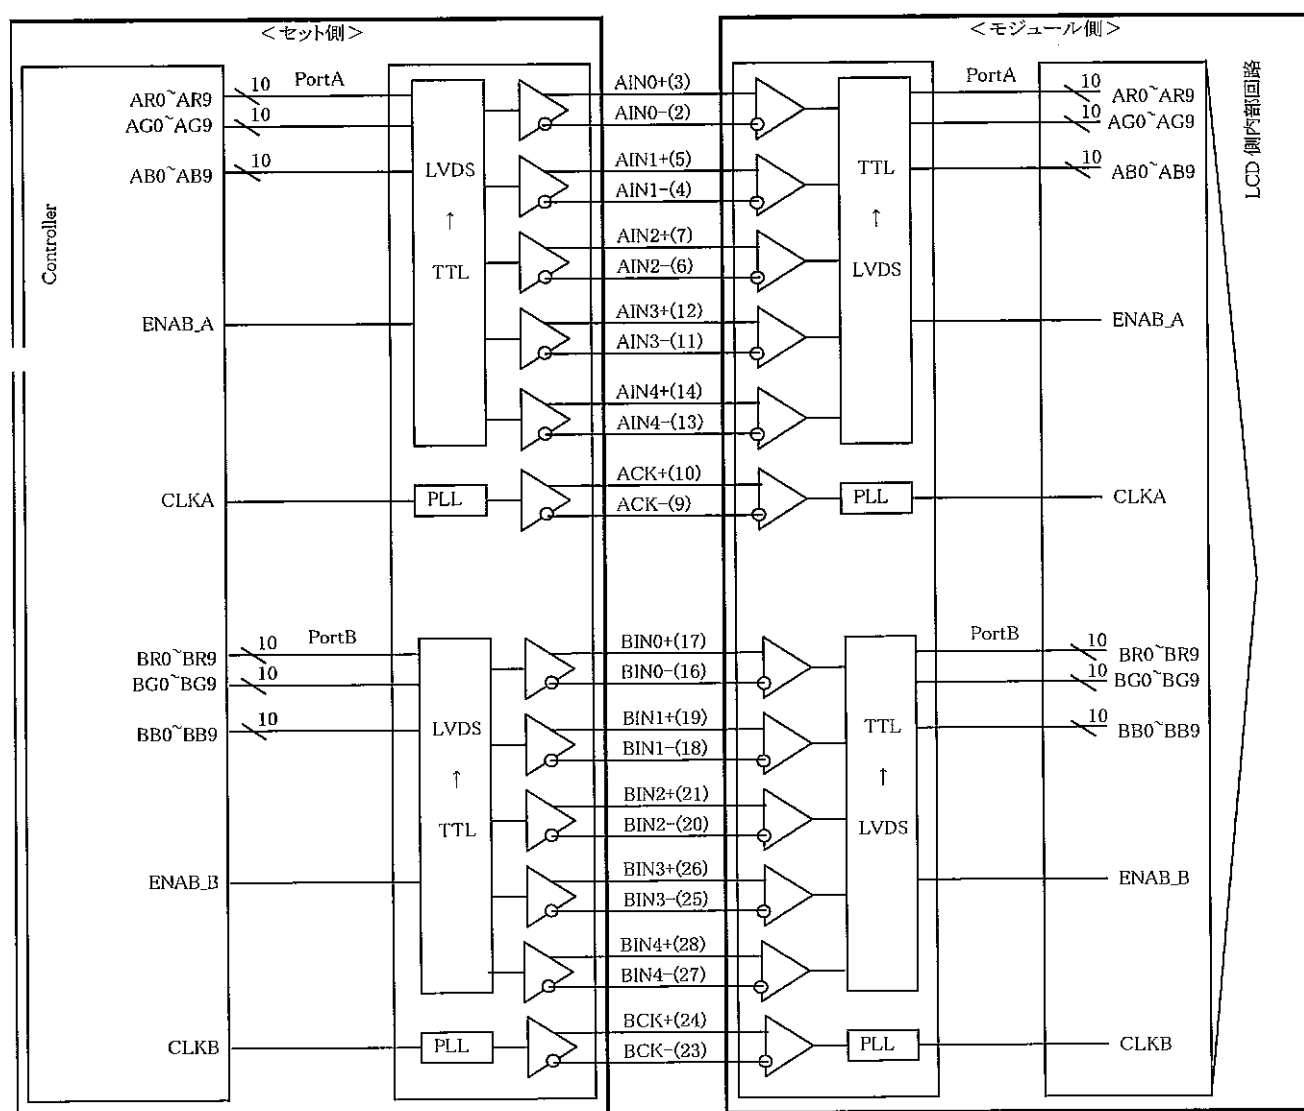 <セット側>
<モジュール側>
Controller
PortA
AR0~AR9
10
AG0~AG9
10
AB0~AB9
10
LVDS
↑
TTL
ENAB_A
CLKA
PLL
AIN0+(3)
AIN0-(2)
AIN1+(5)
AIN1-(4)
AIN2+(7)
AIN2-(6)
AIN3+(12)
AIN3-(11)
AIN4+(14)
AIN4-(13)
ACK+(10)
ACK-(9)
TTL
↑
LVDS
PLL
PortA
10
AR0~AR9
10
AG0~AG9
10
AB0~AB9
ENAB_A
CLKA
LCD 側内部回路
PortB
BR0~BR9
10
BG0~BG9
10
BB0~BB9
10
LVDS
↑
TTL
ENAB_B
CLKB
PLL
BIN0+(17)
BIN0-(16)
BIN1+(19)
BIN1-(18)
BIN2+(21)
BIN2-(20)
BIN3+(26)
BIN3-(25)
BIN4+(28)
BIN4-(27)
BCK+(24)
BCK-(23)
TTL
↑
LVDS
PLL
PortB
10
BR0~BR9
10
BG0~BG9
10
BB0~BB9
ENAB_B
CLKB